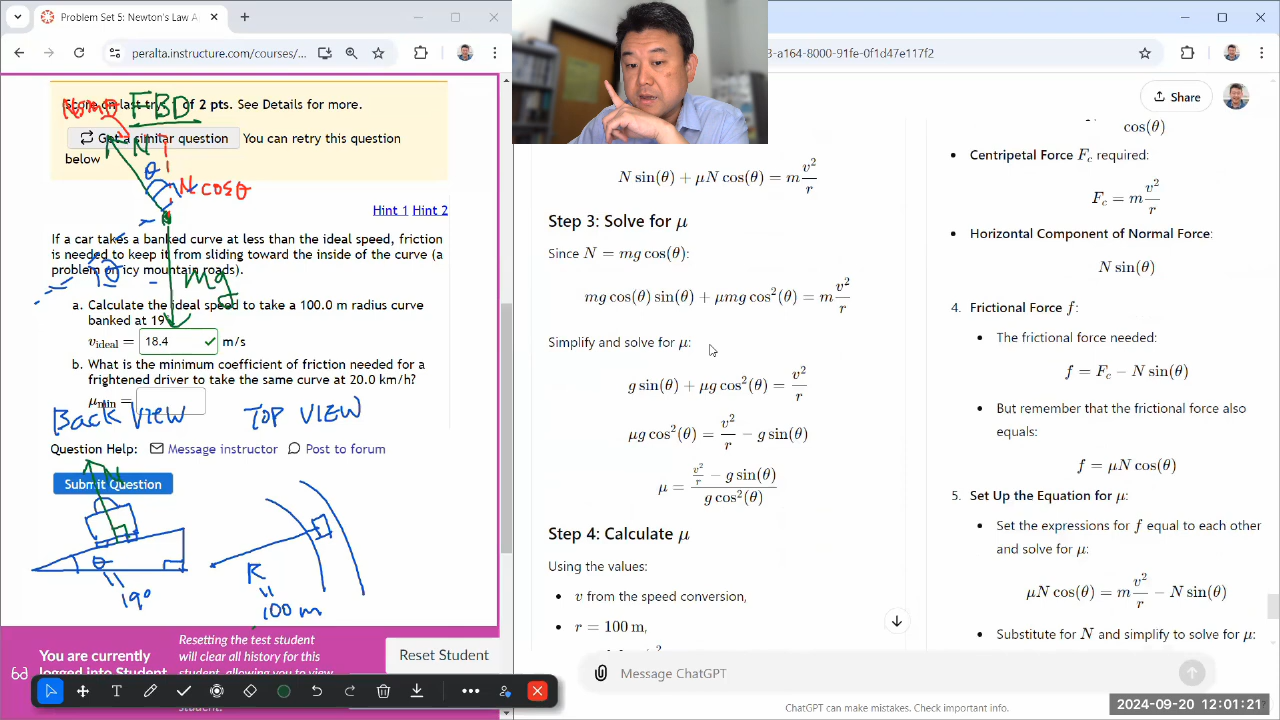 Problem Set 5: Newton's Law A
peralta.instructure.com/courses/
3-a164-8000-91fe-0f1d47e117f2
Score on last try:
of 2 pts. See Details for more.
Get a similar question
You can retry this question
below
FBD
N
θ
N cosθ
mg
Hint 1 Hint 2
If a car takes a banked curve at less than the ideal speed, friction
is needed to keep it from sliding toward the inside of the curve (a
problem on icy mountain roads).
a. Calculate the ideal speed to take a 100.0 m radius curve
banked at 19
v_ideal = 18.4 m/s
b. What is the minimum coefficient of friction needed for a
frightened driver to take the same curve at 20.0 km/h?
μ_min =
BACK VIEW
TOP VIEW
Question Help:
Message instructor
Post to forum
Submit Question
N
θ
19°
R
100 m
You are currently
logged into Student
Resetting the test student
will clear all history for this
student, allowing you to view
Reset Student
N sin(θ) + μN cos(θ) = m v²/r
Step 3: Solve for μ
Since N = mg cos(θ):
mg cos(θ) sin(θ) + μmg cos²(θ) = m v²/r
Simplify and solve for μ:
g sin(θ) + μg cos²(θ) = v²/r
μg cos²(θ) = v²/r − g sin(θ)
μ = (v²/r − g sin(θ)) / (g cos²(θ))
Step 4: Calculate μ
Using the values:
• v from the speed conversion,
• r = 100 m,
Share
cos(θ)
• Centripetal Force F_c required:
F_c = m v²/r
• Horizontal Component of Normal Force:
N sin(θ)
4. Frictional Force f:
• The frictional force needed:
f = F_c − N sin(θ)
• But remember that the frictional force also
equals:
f = μN cos(θ)
5. Set Up the Equation for μ:
• Set the expressions for f equal to each other
and solve for μ:
μN cos(θ) = m v²/r − N sin(θ)
• Substitute for N and simplify to solve for μ:
Message ChatGPT
ChatGPT can make mistakes. Check important info.
2024-09-20 12:01:21